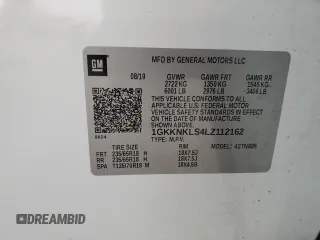 GM
MFD BY GENERAL MOTORS LLC
08/19 GVWR GAWR FRT GAWR RR
2722 KG 1350 KG 1545 KG
6001 LB 2976 LB 3406 LB
THIS VEHICLE CONFORMS TO ALL
APPLICABLE U.S. FEDERAL MOTOR
VEHICLE SAFETY AND THEFT
PREVENTION STANDARDS IN EFFECT ON
THE DATE OF MANUFACTURE SHOWN ABOVE.
1GKKNKLS4LZ112162
TYPE: M.P.V. MODEL:
TIRE SIZE RIM
FRT 235/65R18 H 18X7.5J
RR 235/65R18 H 18X7.5J
SPA T135/70R18 M 18X4.5B